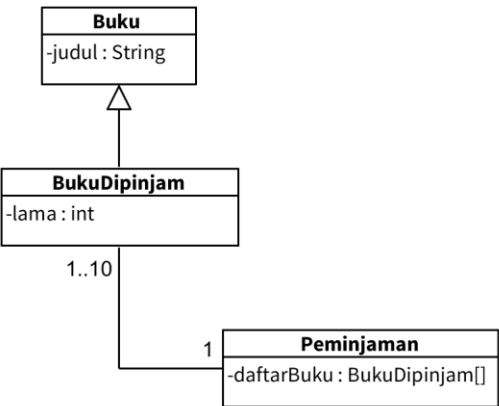 Buku
-judul : String
BukuDipinjam
-lama : int
1..10
1
Peminjaman
-daftarBuku : BukuDipinjam[]